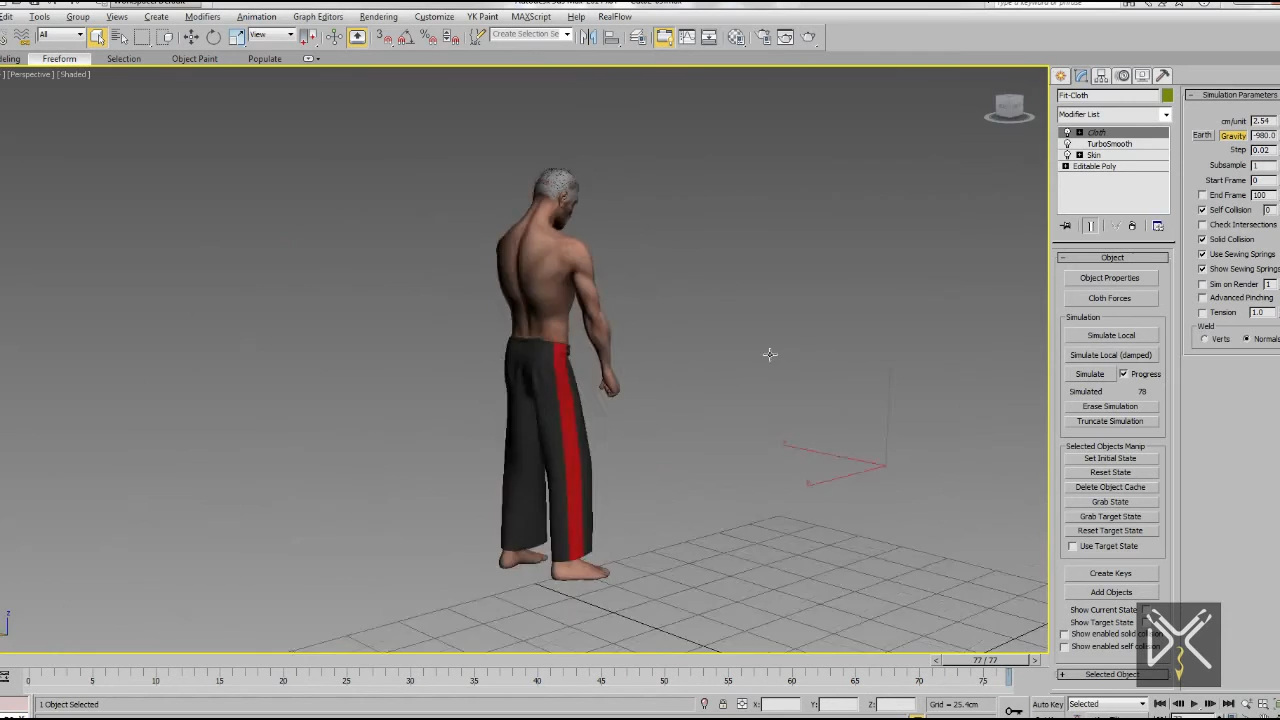 Edit Tools Group Views Create Modifiers Animation Graph Editors Rendering Customize YK Paint MAXScript Help RealFlow
All View Create Selection Se
Freeform Selection Object Paint Populate
] [Perspective ] [Shaded ]
Fit-Cloth
Modifier List
Cloth
TurboSmooth
Skin
Editable Poly
Object
Object Properties
Cloth Forces
Simulation
Simulate Local
Simulate Local (damped)
Simulate Progress
Simulated 78
Erase Simulation
Truncate Simulation
Selected Objects Manip
Set Initial State
Reset State
Delete Object Cache
Grab State
Grab Target State
Reset Target State
Use Target State
Create Keys
Add Objects
Show Current State
Show Target State
Show enabled solid collision
Show enabled self
Selected Object
Simulation Parameters
cm/unit 2.54
Earth Gravity -980.0
Step 0.02
Subsample 1
Start Frame 0
End Frame 100
Self Collision 0
Check Intersections
Solid Collision
Use Sewing Springs
Show Sewing Springs
Sim on Render 1
Advanced Pinching
Tension 1.0
Weld
Verts Normals
z
77 / 77
0 5 10 15 20 25 30 35 40 45 50 55 60 65 70 75
1 Object Selected X: Y: Z: Grid = 25.4cm Auto Key Selected